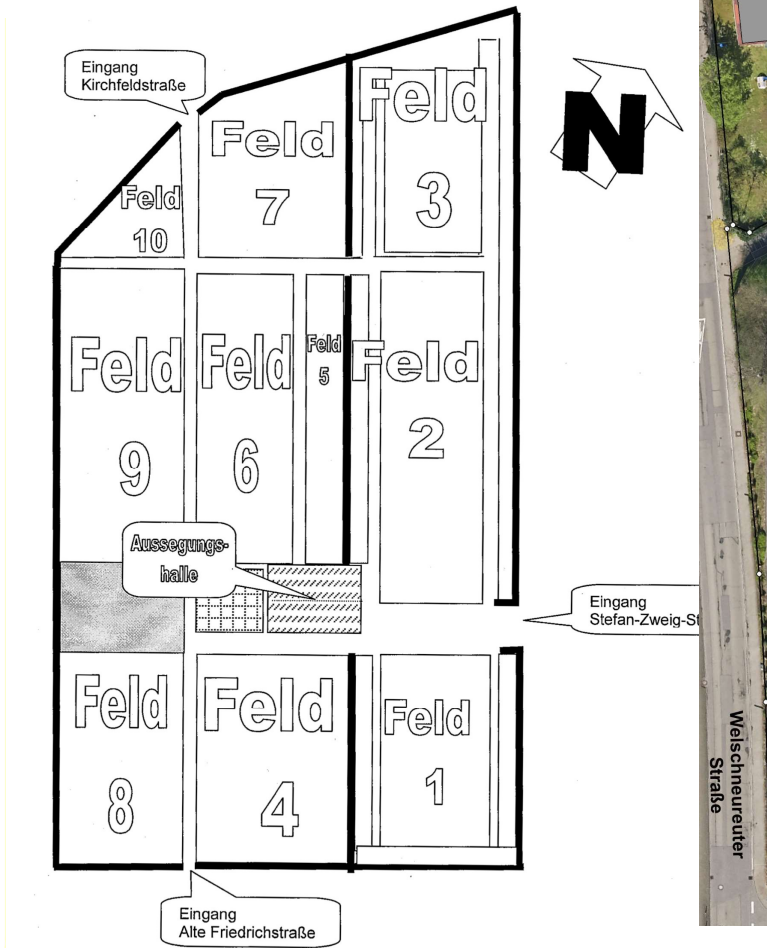 Eingang
Kirchfeldstraße
Feld
7
Feld
3
N
Feld
10
Feld
9
Feld
6
Feld
5
Feld
2
Aussegungs-
halle
Eingang
Stefan-Zweig-St
Feld
8
Feld
4
Feld
1
Welschneureuter
Straße
Eingang
Alte Friedrichstraße